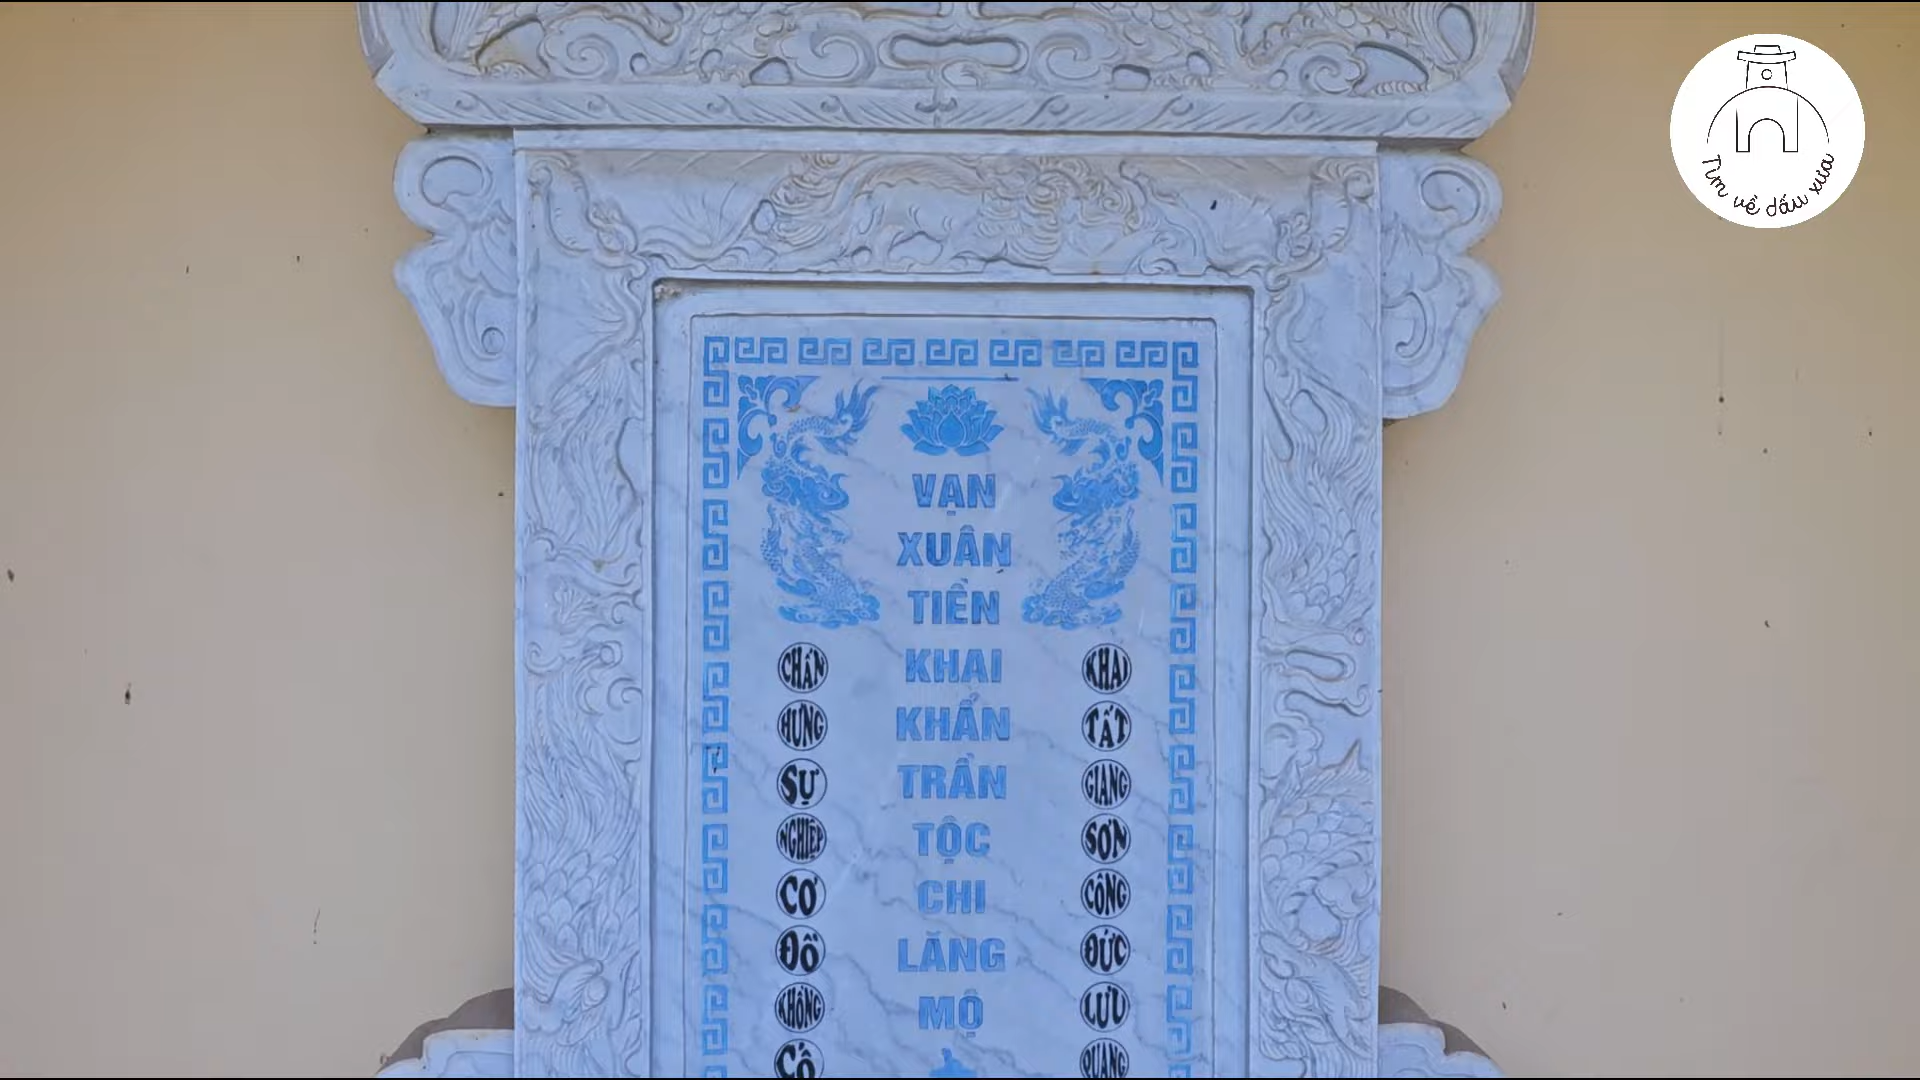 Tìm về dấu xưa
VẠN
XUÂN
TIỀN
KHAI
KHẨN
TRẦN
TỘC
CHI
LĂNG
MỘ
KHAI
TẤT
GIANG
SƠN
CÔNG
ĐỨC
LƯU
QUANG
CHẤN
HƯNG
SỰ
NGHIỆP
CƠ
ĐỒ
KHÔNG
CỐ